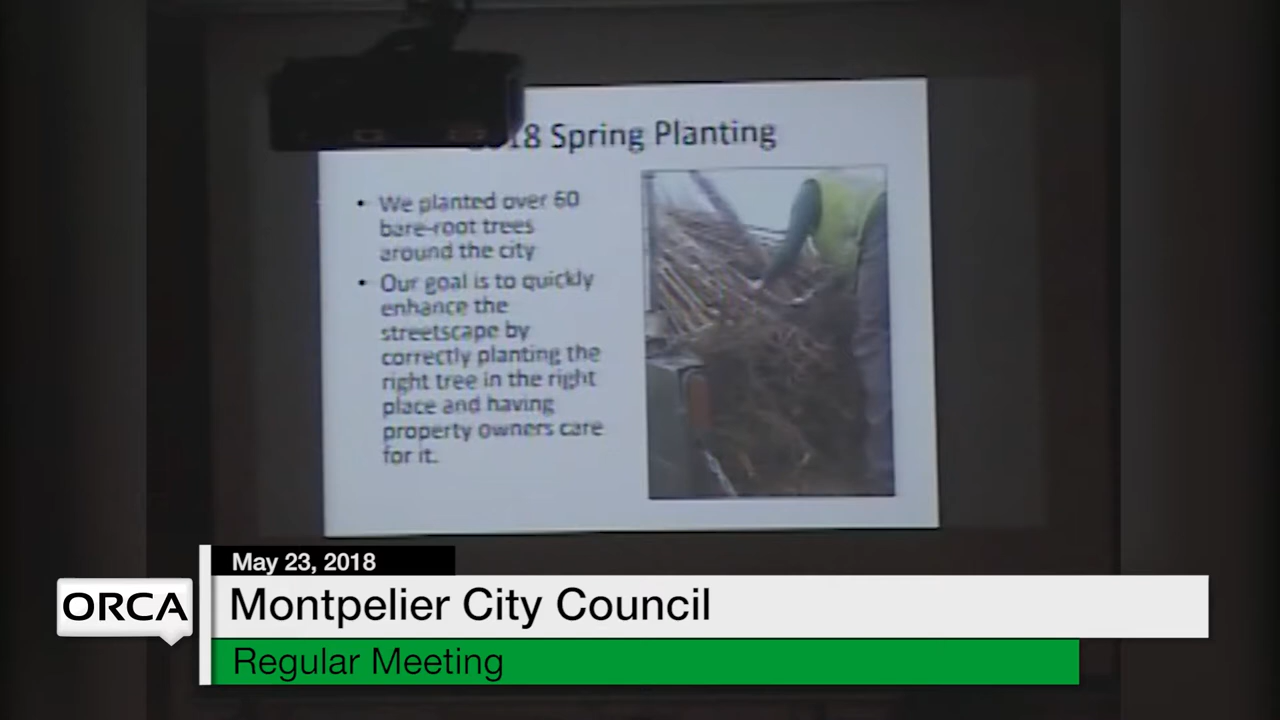 18 Spring Planting
• We planted over 60
bare-root trees
around the city
• Our goal is to quickly
enhance the
streetscape by
correctly planting the
right tree in the right
place and having
property owners care
for it.
May 23, 2018
ORCA
Montpelier City Council
Regular Meeting